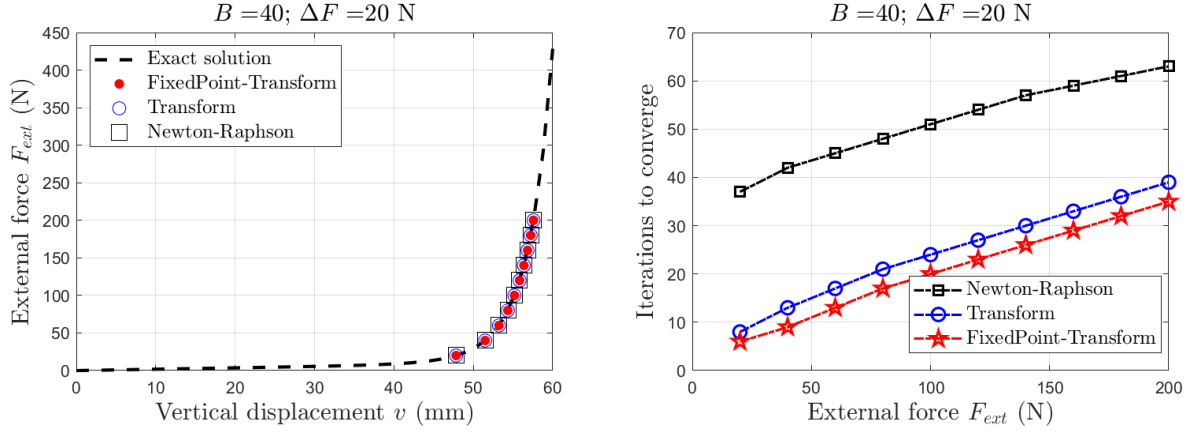 B =40; ΔF =20 N
450
400
350
300
250
200
150
100
50
0
External force F_ext (N)
Exact solution
FixedPoint-Transform
Transform
Newton-Raphson
0 10 20 30 40 50 60
Vertical displacement v (mm)
B =40; ΔF =20 N
70
60
50
40
30
20
10
0
Iterations to converge
Newton-Raphson
Transform
FixedPoint-Transform
0 50 100 150 200
External force F_ext (N)